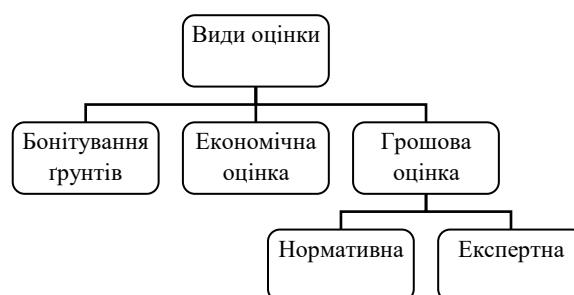 Види оцінки
Бонітування
ґрунтів
Економічна
оцінка
Грошова
оцінка
Нормативна
Експертна